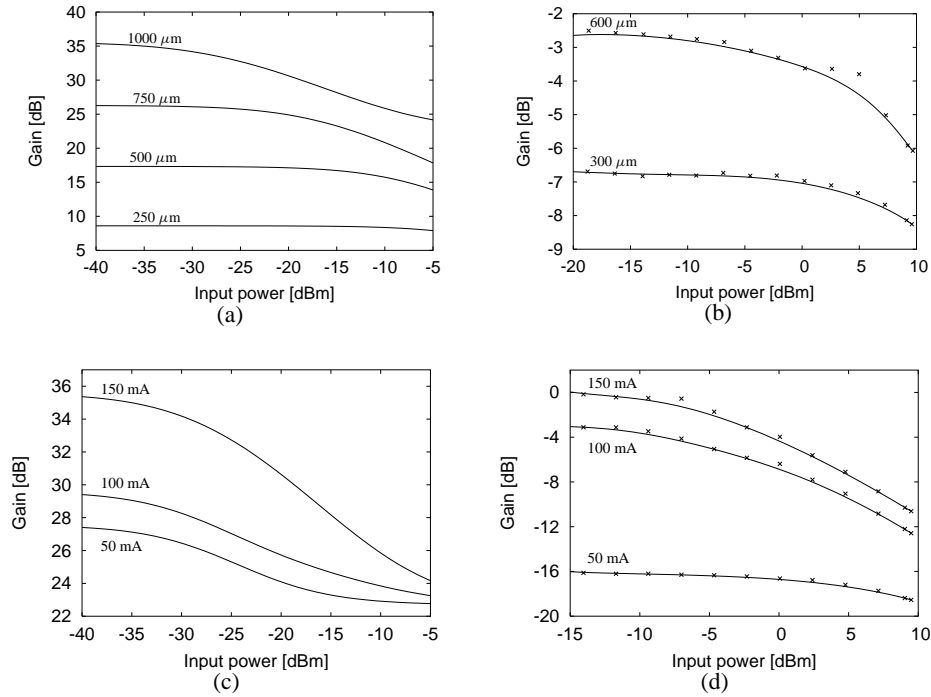 40
35
30
25
20
15
10
5
Gain [dB]
1000 μm
750 μm
500 μm
250 μm
-40 -35 -30 -25 -20 -15 -10 -5
Input power [dBm]
(a)
-2
-3
-4
-5
-6
-7
-8
-9
Gain [dB]
600 μm
300 μm
-20 -15 -10 -5 0 5 10
Input power [dBm]
(b)
36
34
32
30
28
26
24
22
Gain [dB]
150 mA
100 mA
50 mA
-40 -35 -30 -25 -20 -15 -10 -5
Input power [dBm]
(c)
0
-4
-8
-12
-16
-20
Gain [dB]
150 mA
100 mA
50 mA
-15 -10 -5 0 5 10
Input power [dBm]
(d)